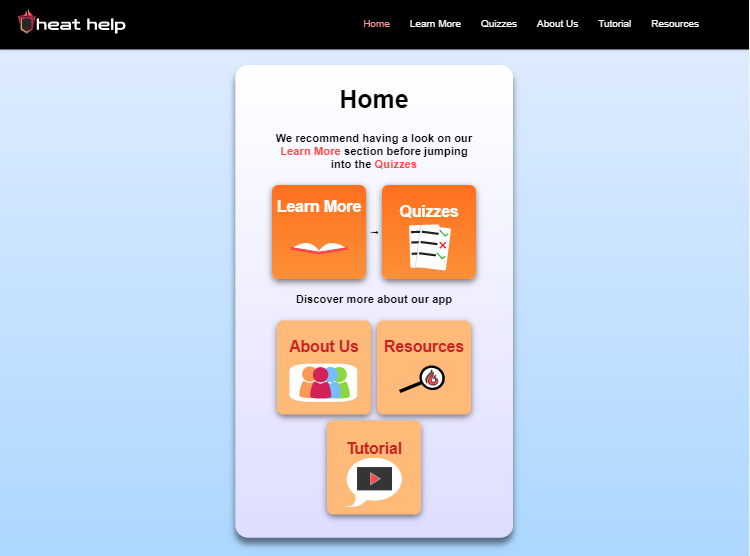 heat help
Home Learn More Quizzes About Us Tutorial Resources
Home
We recommend having a look on our
Learn More section before jumping
into the Quizzes
Learn More
→
Quizzes
Discover more about our app
About Us
Resources
Tutorial